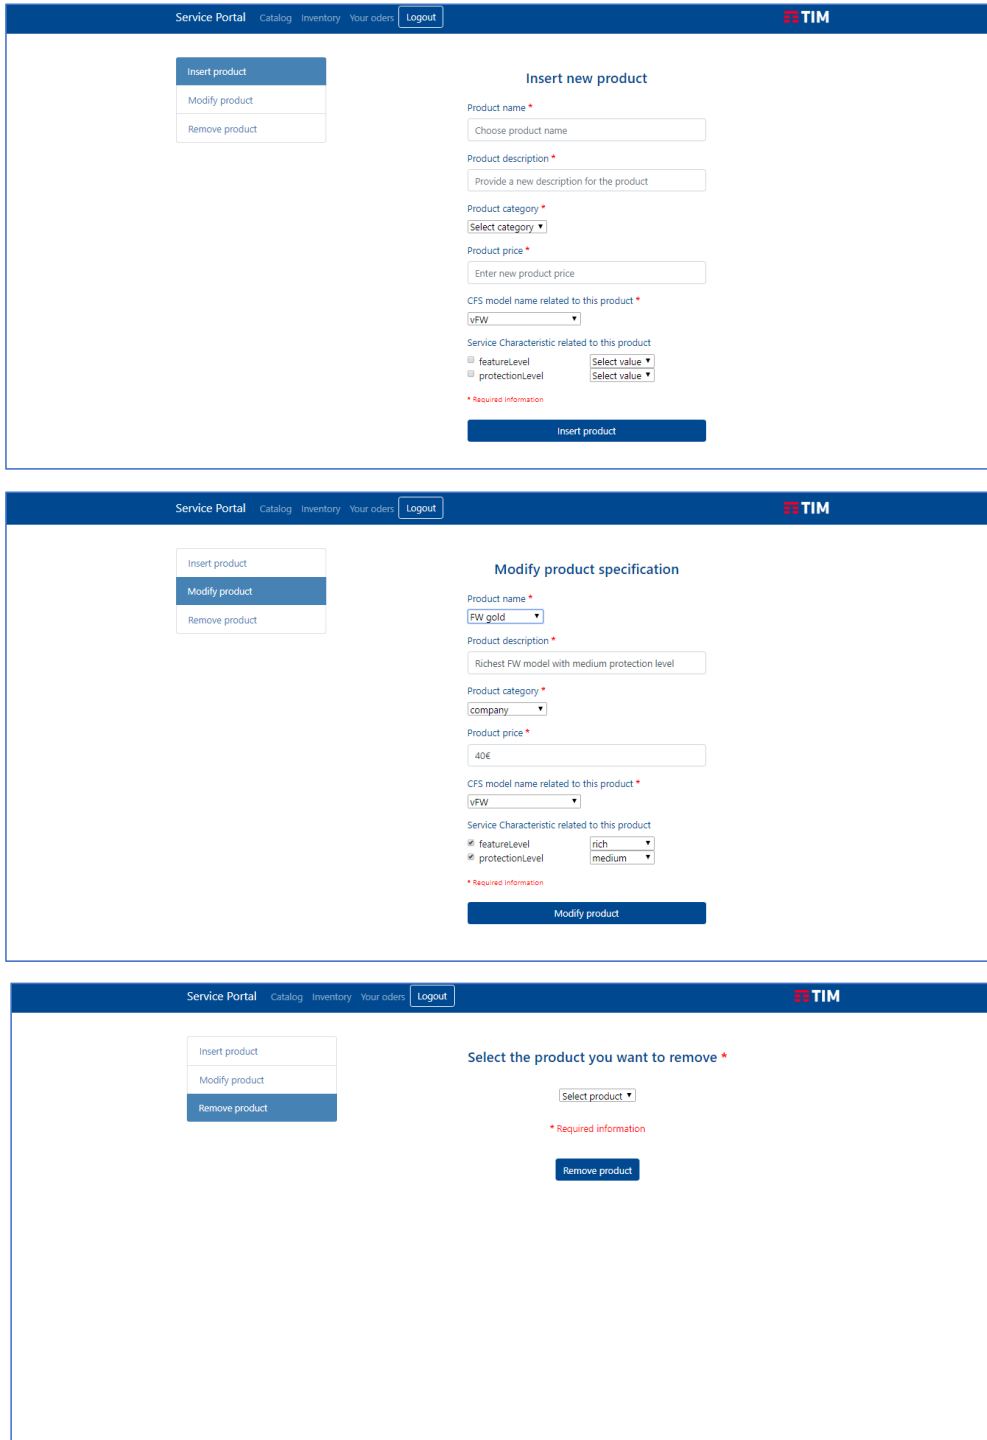 Service Portal Catalog Inventory Your oders Logout TIM
Insert product
Modify product
Remove product
Insert new product
Product name *
Choose product name
Product description *
Provide a new description for the product
Product category *
Select category
Product price *
Enter new product price
CFS model name related to this product *
vFW
Service Characteristic related to this product
featureLevel Select value
protectionLevel Select value
* Required information
Insert product
Service Portal Catalog Inventory Your oders Logout TIM
Insert product
Modify product
Remove product
Modify product specification
Product name *
FW gold
Product description *
Richest FW model with medium protection level
Product category *
company
Product price *
40€
CFS model name related to this product *
vFW
Service Characteristic related to this product
featureLevel rich
protectionLevel medium
* Required information
Modify product
Service Portal Catalog Inventory Your oders Logout TIM
Insert product
Modify product
Remove product
Select the product you want to remove *
Select product
* Required information
Remove product